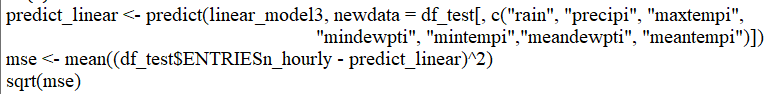 predict_linear <- predict(linear_model3, newdata = df_test[, c("rain", "precipi", "maxtempi",
"mindewpti", "mintempi","meandewpti", "meantempi")])
mse <- mean((df_test$ENTRIESn_hourly - predict_linear)^2)
sqrt(mse)